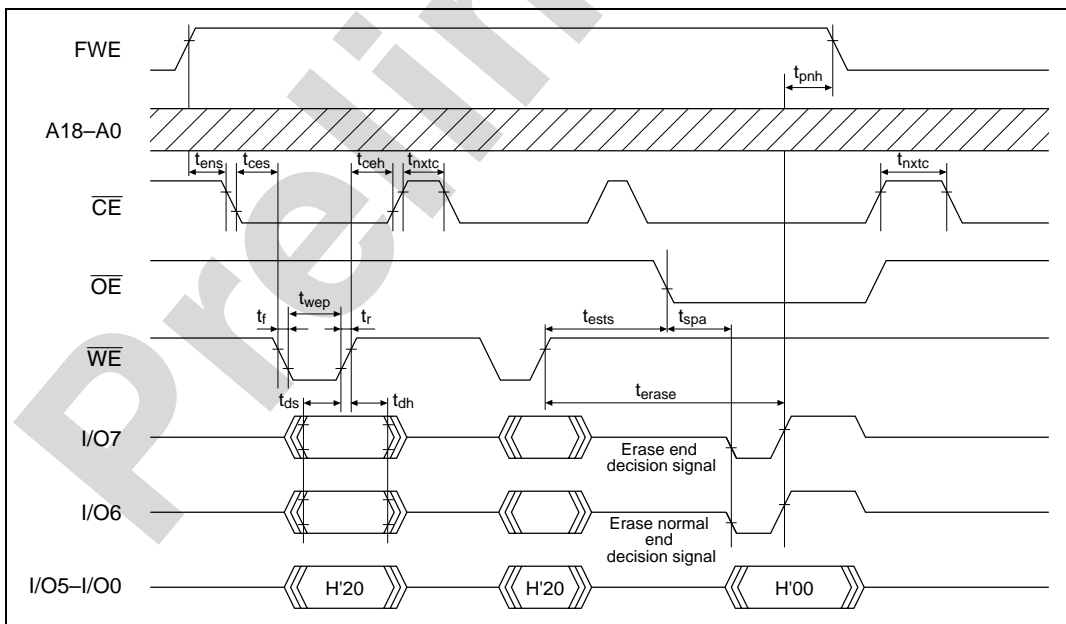 FWE
tpnh
A18–A0
tens
tces
tceh
tnxtc
tnxtc
CE
OE
twep
tf
tr
tests
tspa
WE
tds
tdh
terase
I/O7
Erase end
decision signal
I/O6
Erase normal
end
decision signal
I/O5–I/O0
H'20
H'20
H'00
Prelim